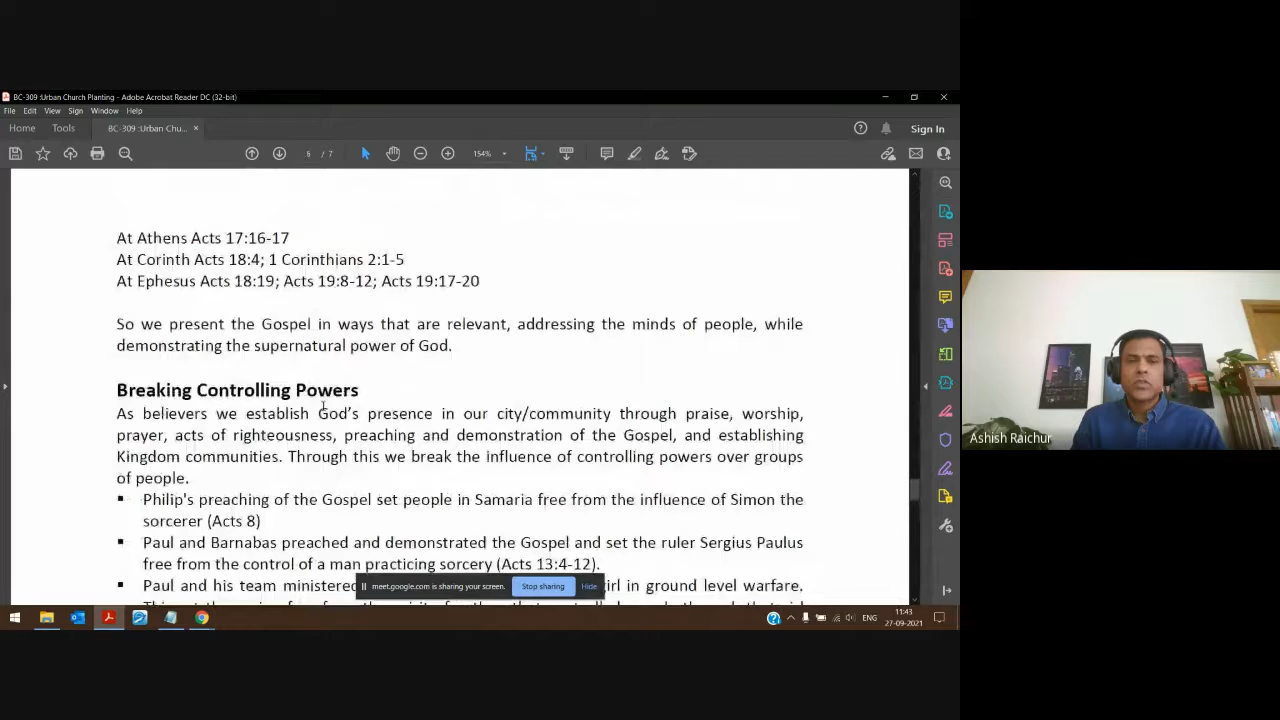 BC-309 :Urban Church Planting - Adobe Acrobat Reader DC (32-bit)
File Edit View Sign Window Help
Home Tools BC-309 :Urban Chu... × Sign In
6 / 7 154%
At Athens Acts 17:16-17
At Corinth Acts 18:4; 1 Corinthians 2:1-5
At Ephesus Acts 18:19; Acts 19:8-12; Acts 19:17-20
So we present the Gospel in ways that are relevant, addressing the minds of people, while
demonstrating the supernatural power of God.
Breaking Controlling Powers
As believers we establish God's presence in our city/community through praise, worship,
prayer, acts of righteousness, preaching and demonstration of the Gospel, and establishing
Kingdom communities. Through this we break the influence of controlling powers over groups
of people.
▪ Philip's preaching of the Gospel set people in Samaria free from the influence of Simon the
sorcerer (Acts 8)
▪ Paul and Barnabas preached and demonstrated the Gospel and set the ruler Sergius Paulus
free from the control of a man practicing sorcery (Acts 13:4-12).
▪ Paul and his team ministered irl in ground level warfare.
meet.google.com is sharing your screen. Stop sharing Hide
Ashish Raichur
ENG
11:43
27-09-2021